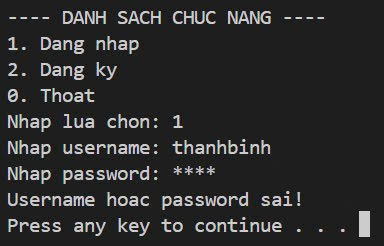 ---- DANH SACH CHUC NANG ----
1. Dang nhap
2. Dang ky
0. Thoat
Nhap lua chon: 1
Nhap username: thanhbinh
Nhap password: ****
Username hoac password sai!
Press any key to continue . . .